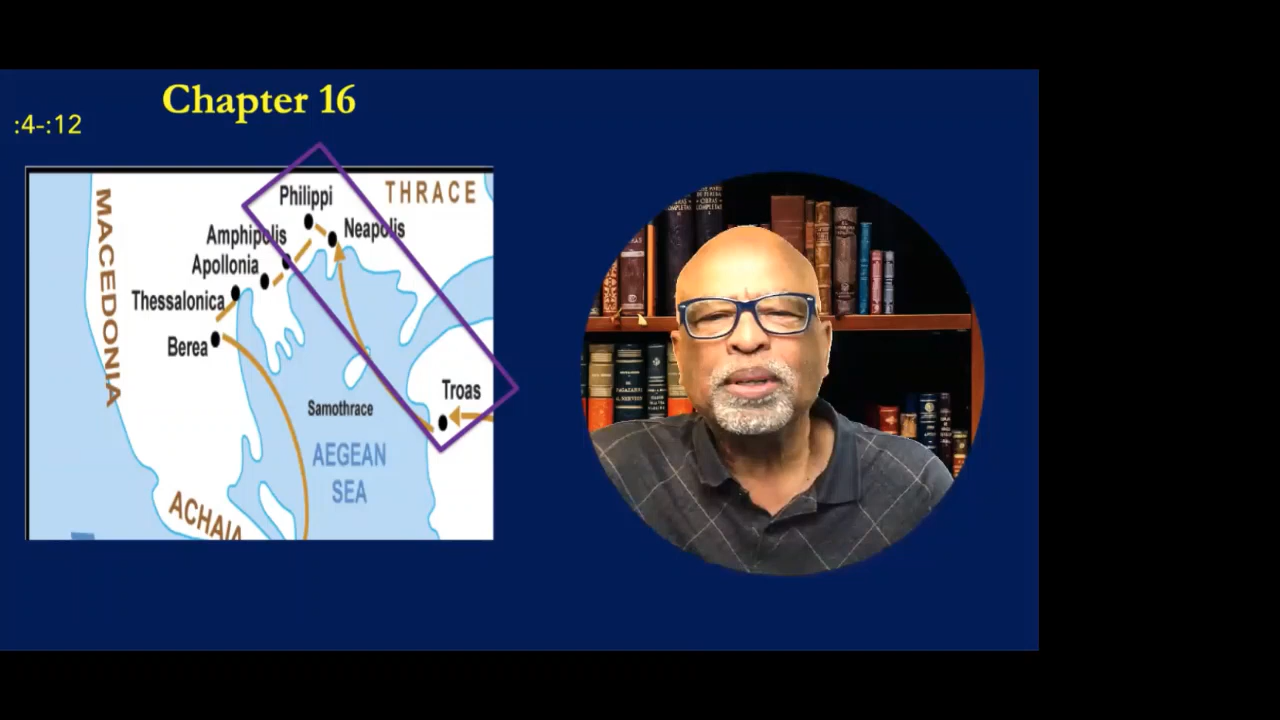 Chapter 16
:4-:12
MACEDONIA
THRACE
Philippi
Neapolis
Amphipolis
Apollonia
Thessalonica
Berea
Troas
Samothrace
AEGEAN
SEA
ACHAIA